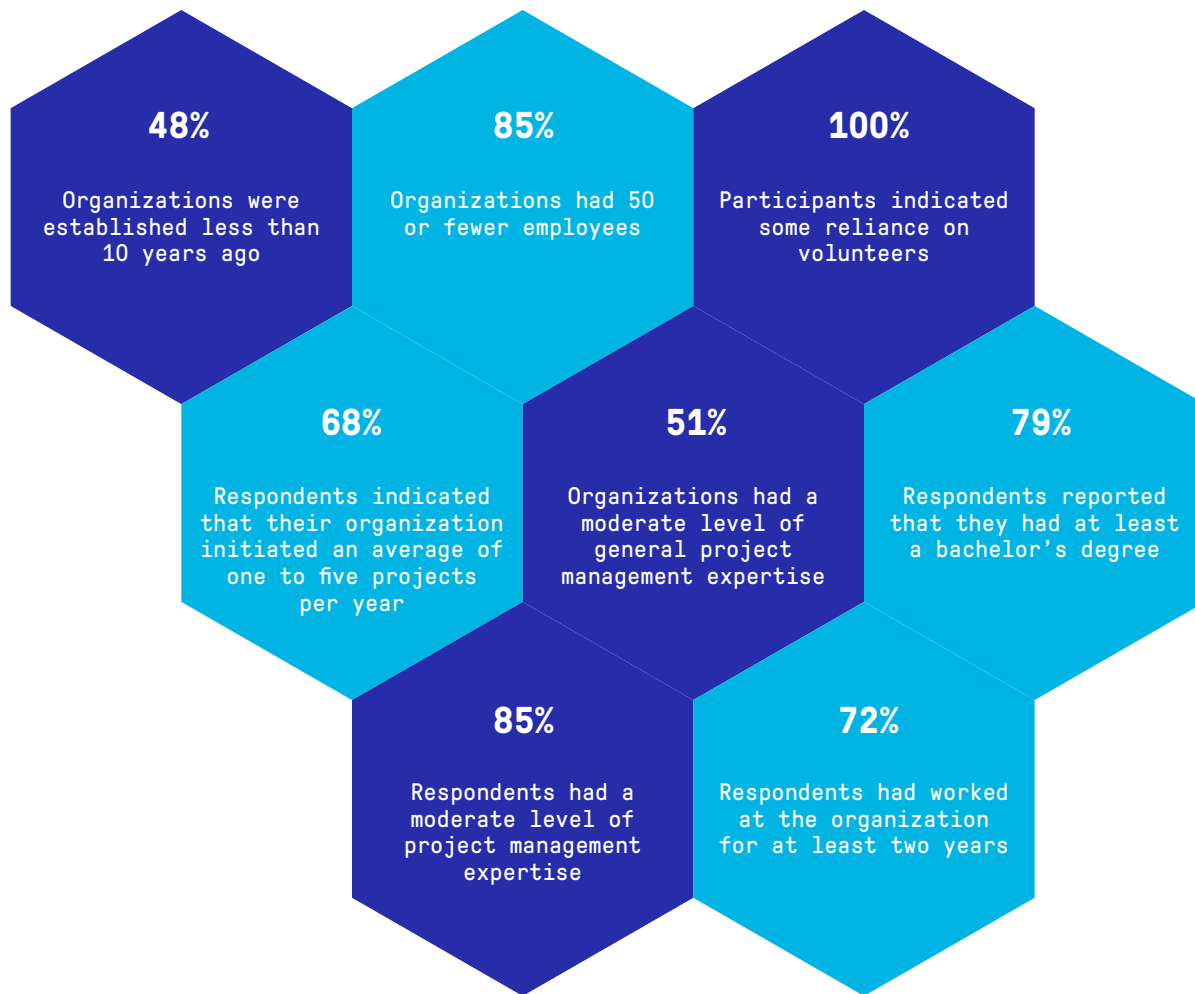 48%
Organizations were
established less than
10 years ago
85%
Organizations had 50
or fewer employees
100%
Participants indicated
some reliance on
volunteers
68%
Respondents indicated
that their organization
initiated an average of
one to five projects
per year
51%
Organizations had a
moderate level of
general project
management expertise
79%
Respondents reported
that they had at least
a bachelor’s degree
85%
Respondents had a
moderate level of
project management
expertise
72%
Respondents had worked
at the organization
for at least two years